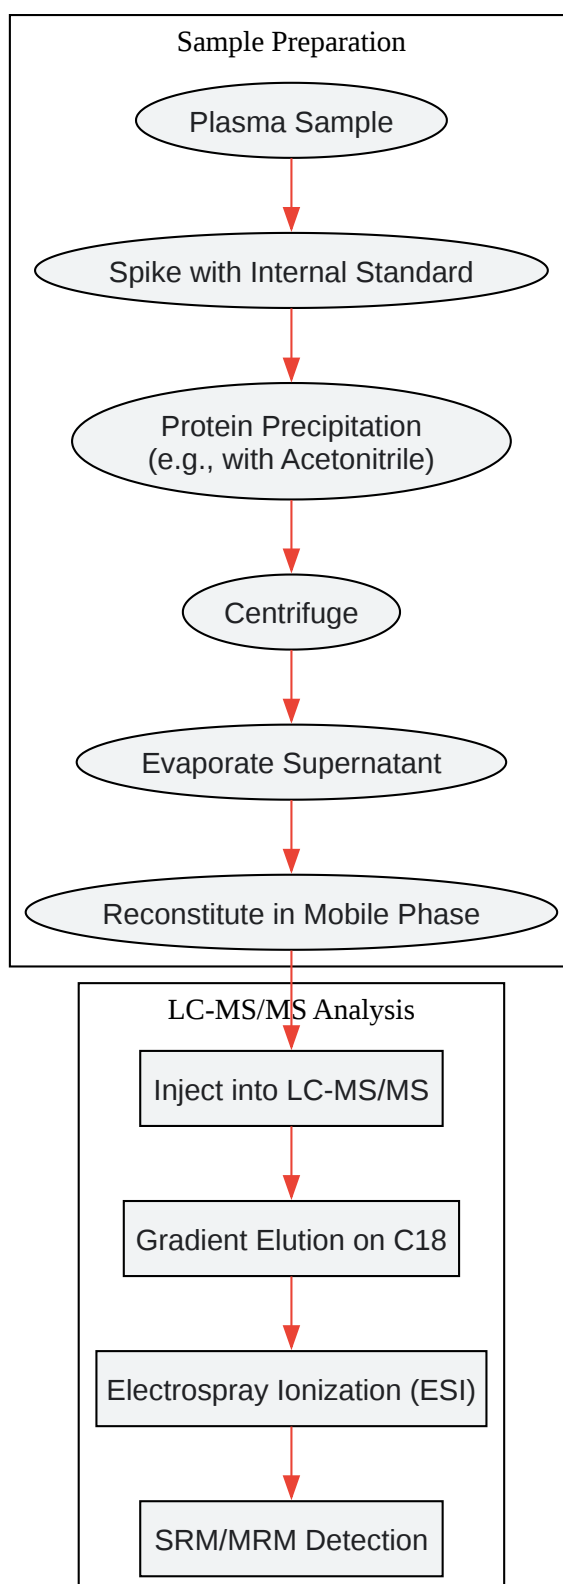 Sample Preparation
Plasma Sample
Spike with Internal Standard
Protein Precipitation
(e.g., with Acetonitrile)
Centrifuge
Evaporate Supernatant
Reconstitute in Mobile Phase
LC-MS/MS Analysis
Inject into LC-MS/MS
Gradient Elution on C18
Electrospray Ionization (ESI)
SRM/MRM Detection